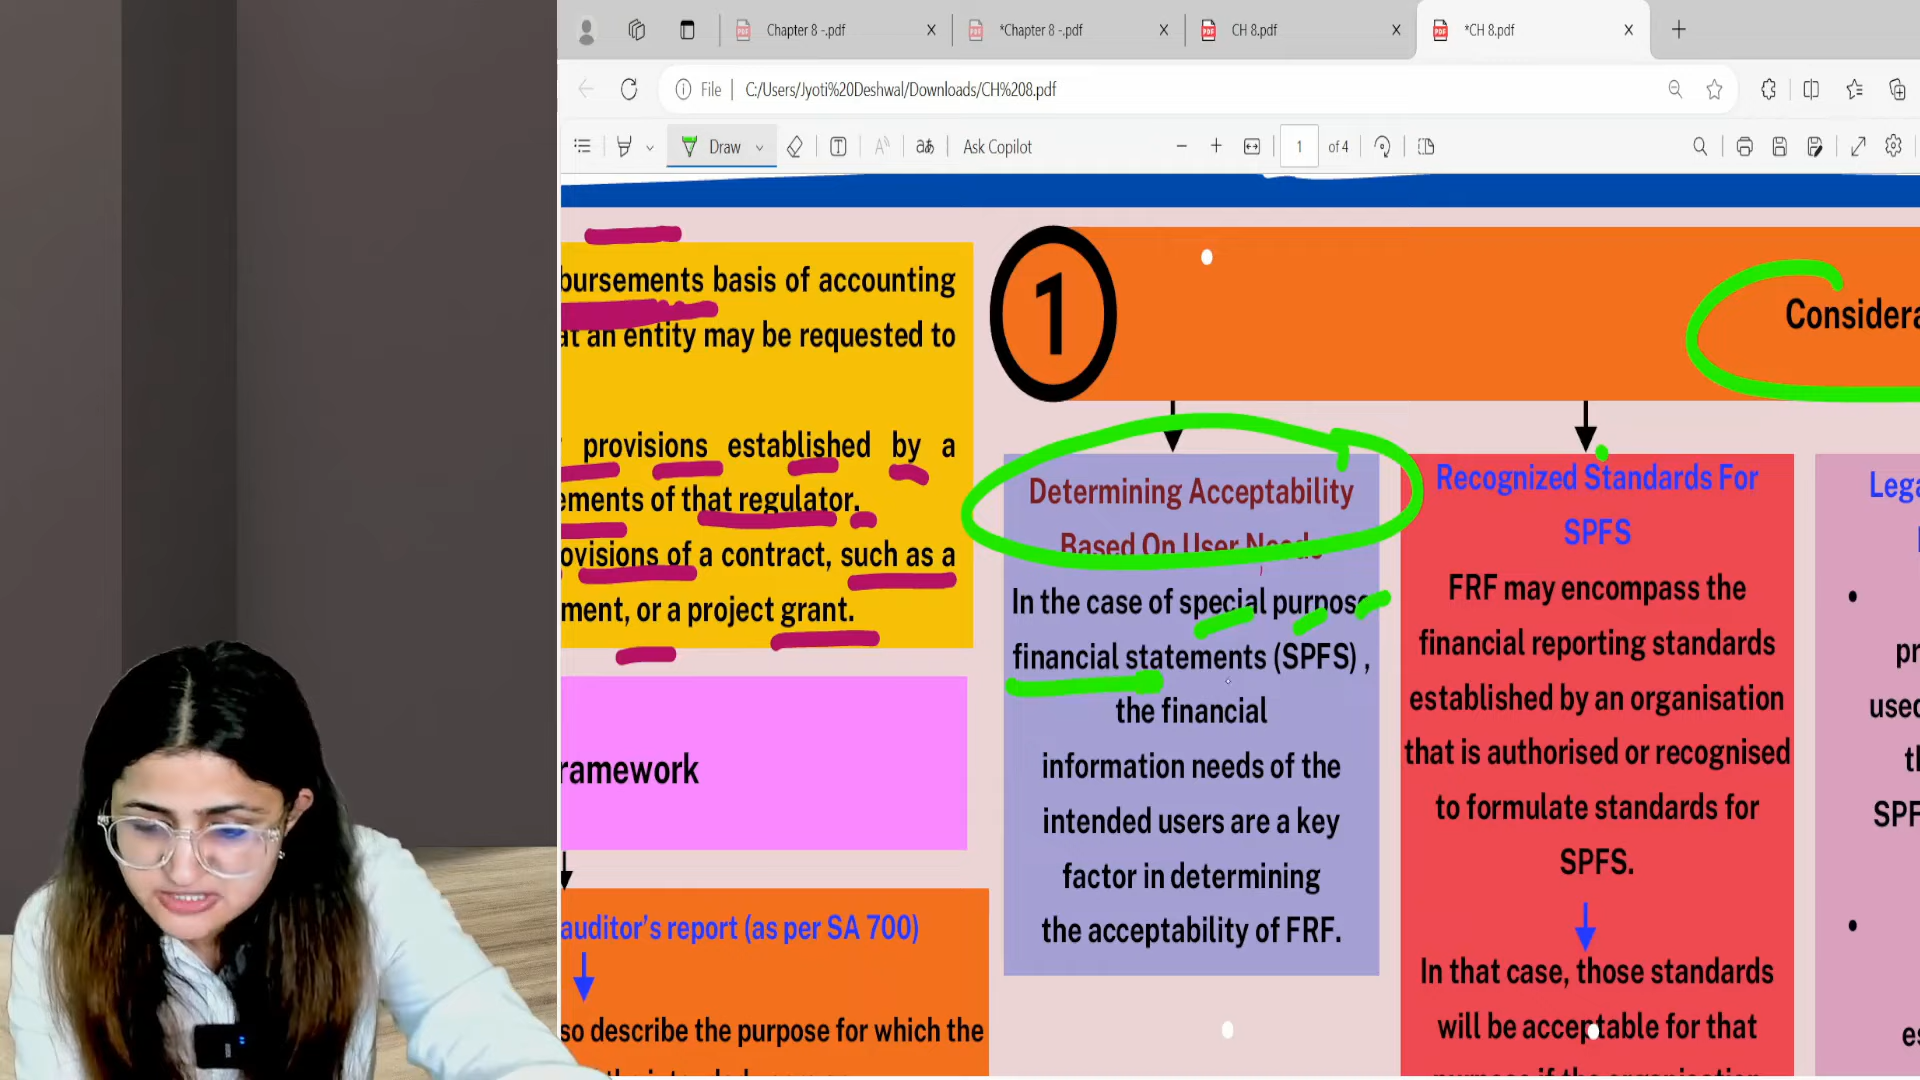 Chapter 8 -.pdf
*Chapter 8 -.pdf
CH 8.pdf
*CH 8.pdf
File
C:/Users/Jyoti%20Deshwal/Downloads/CH%208.pdf
Draw
Ask Copilot
1
of 4
bursements basis of accounting
at an entity may be requested to
provisions established by a
ements of that regulator.
ovisions of a contract, such as a
ment, or a project grant.
ramework
auditor's report (as per SA 700)
so describe the purpose for which the
1
Considera
Determining Acceptability
Based On User Needs
In the case of special purpose
financial statements (SPFS) ,
the financial
information needs of the
intended users are a key
factor in determining
the acceptability of FRF.
Recognized Standards For
SPFS
FRF may encompass the
financial reporting standards
established by an organisation
that is authorised or recognised
to formulate standards for
SPFS.
In that case, those standards
will be acceptable for that
purpose if the organisation
Lega
pr
used
th
SPF
es